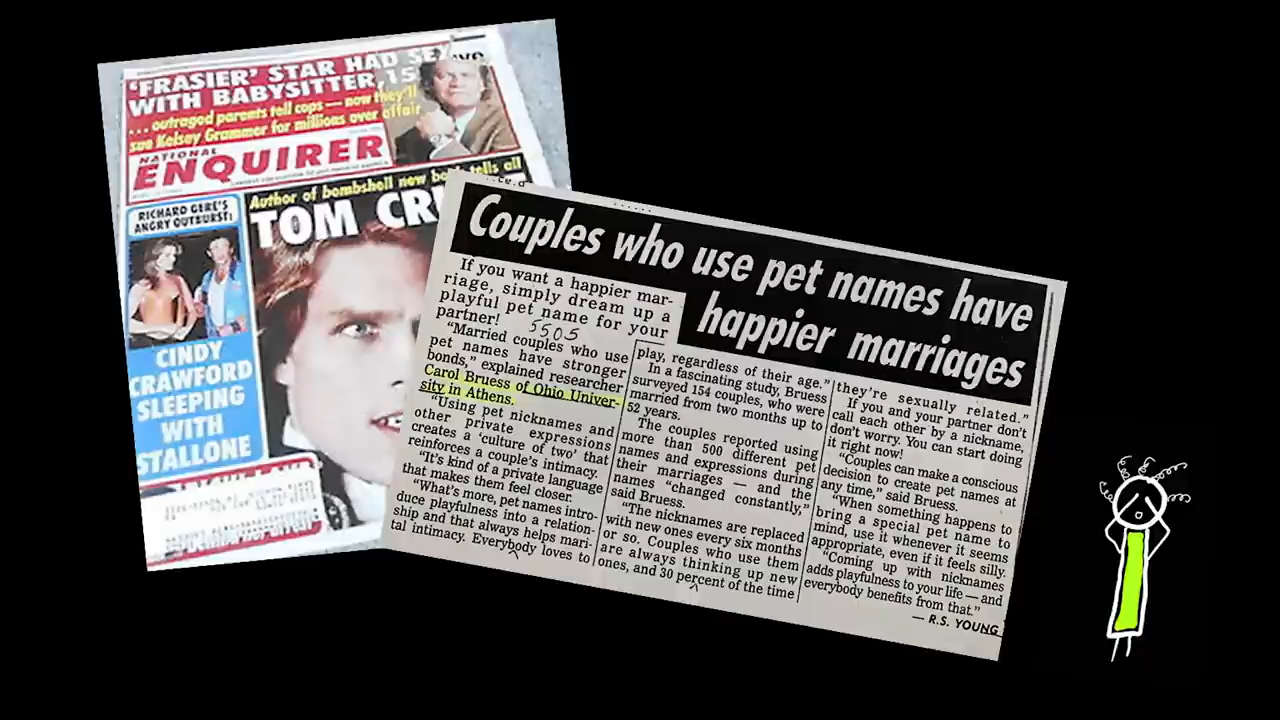 'FRASIER' STAR HAD SEX
WITH BABYSITTER, 15
... outraged parents tell cops — now they'll
sue Kelsey Grammer for millions over affair
NATIONAL
ENQUIRER
RICHARD GERE'S
ANGRY OUTBURST:
CINDY
CRAWFORD
SLEEPING
WITH
STALLONE
Author of bombshell new book tells all
TOM CRU
Couples who use pet names have
happier marriages
If you want a happier mar-
riage, simply dream up a
playful pet name for your
partner!
5505
"Married couples who use
pet names have stronger
bonds," explained researcher
Carol Bruess of Ohio Univer-
sity in Athens.
"Using pet nicknames and
other private expressions
creates a 'culture of two' that
reinforces a couple's intimacy.
"It's kind of a private language
that makes them feel closer.
"What's more, pet names intro-
duce playfulness into a relation-
ship and that always helps mari-
tal intimacy. Everybody loves to
play, regardless of their age."
In a fascinating study, Bruess
surveyed 154 couples, who were
married from two months up to
52 years.
The couples reported using
more than 500 different pet
names and expressions during
their marriages — and the
names "changed constantly,"
said Bruess.
"The nicknames are replaced
with new ones every six months
or so. Couples who use them
are always thinking up new
ones, and 30 percent of the time
they're sexually related."
If you and your partner don't
call each other by a nickname,
don't worry. You can start doing
it right now!
"Couples can make a conscious
decision to create pet names at
any time," said Bruess.
"When something happens to
bring a special pet name to
mind, use it whenever it seems
appropriate, even if it feels silly.
"Coming up with nicknames
adds playfulness to your life — and
everybody benefits from that."
— R.S. YOUNG